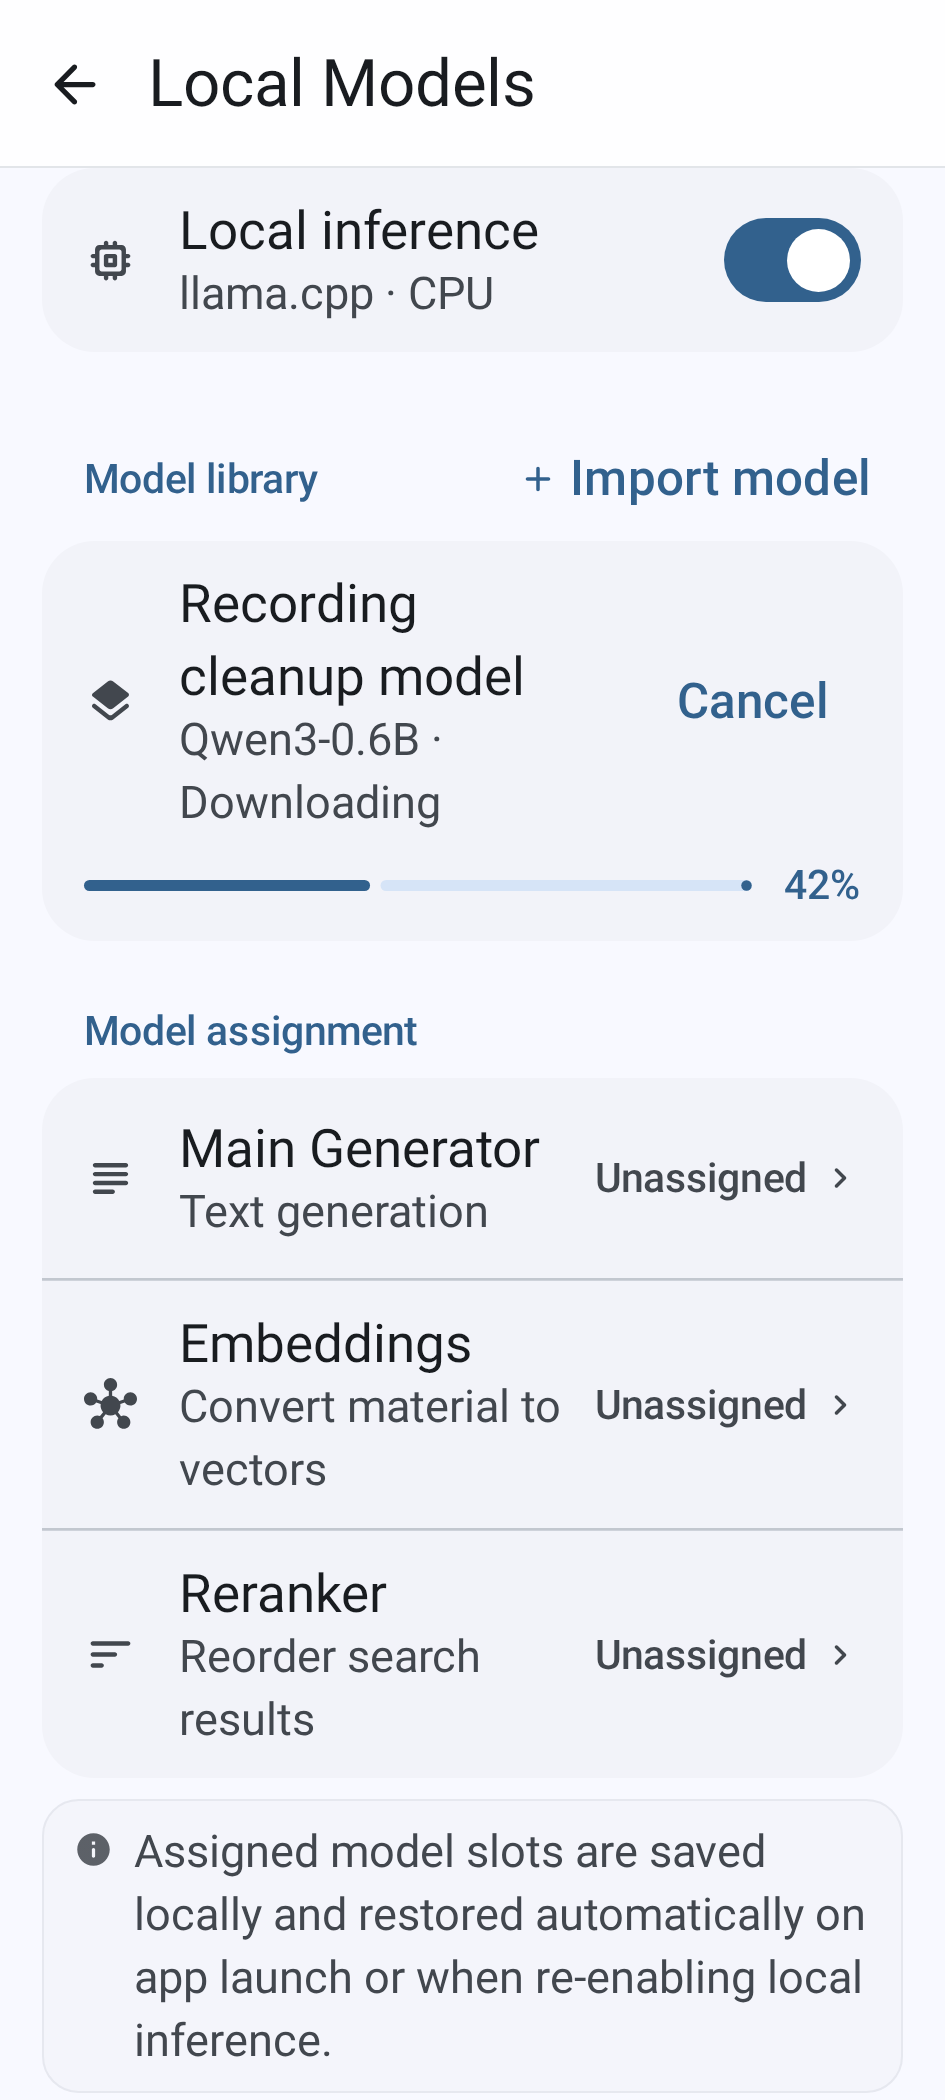 Local Models
Local inference
llama.cpp · CPU
Model library
+ Import model
Recording
cleanup model
Qwen3-0.6B ·
Downloading
Cancel
42%
Model assignment
Main Generator
Text generation
Unassigned
Embeddings
Convert material to
vectors
Unassigned
Reranker
Reorder search
results
Unassigned
Assigned model slots are saved
locally and restored automatically on
app launch or when re-enabling local
inference.